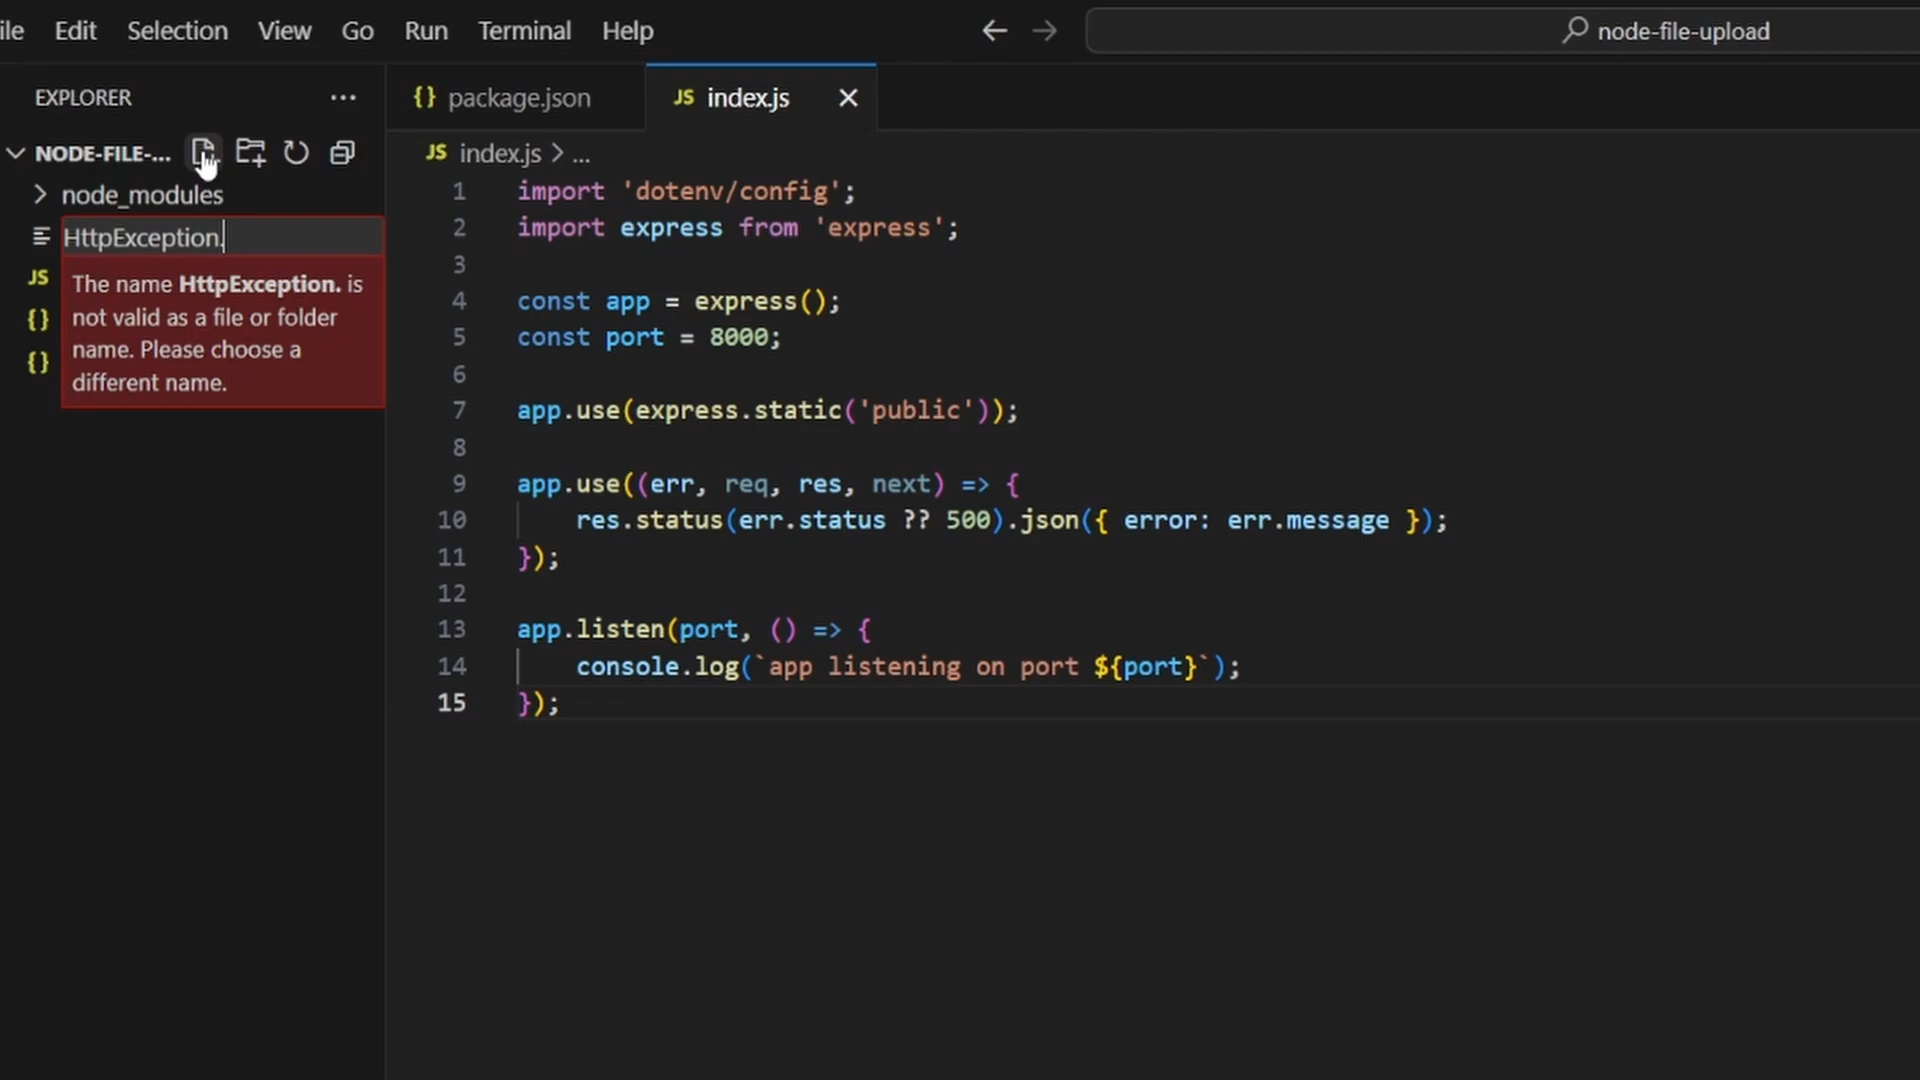 ile Edit Selection View Go Run Terminal Help
node-file-upload
EXPLORER
NODE-FILE-...
node_modules
HttpException.
JS The name HttpException. is
not valid as a file or folder
name. Please choose a
different name.
{}
{}
{} package.json
JS index.js
JS index.js > ...
1 import 'dotenv/config';
2 import express from 'express';
3
4 const app = express();
5 const port = 8000;
6
7 app.use(express.static('public'));
8
9 app.use((err, req, res, next) => {
10 res.status(err.status ?? 500).json({ error: err.message });
11 });
12
13 app.listen(port, () => {
14 console.log(`app listening on port ${port}`);
15 });